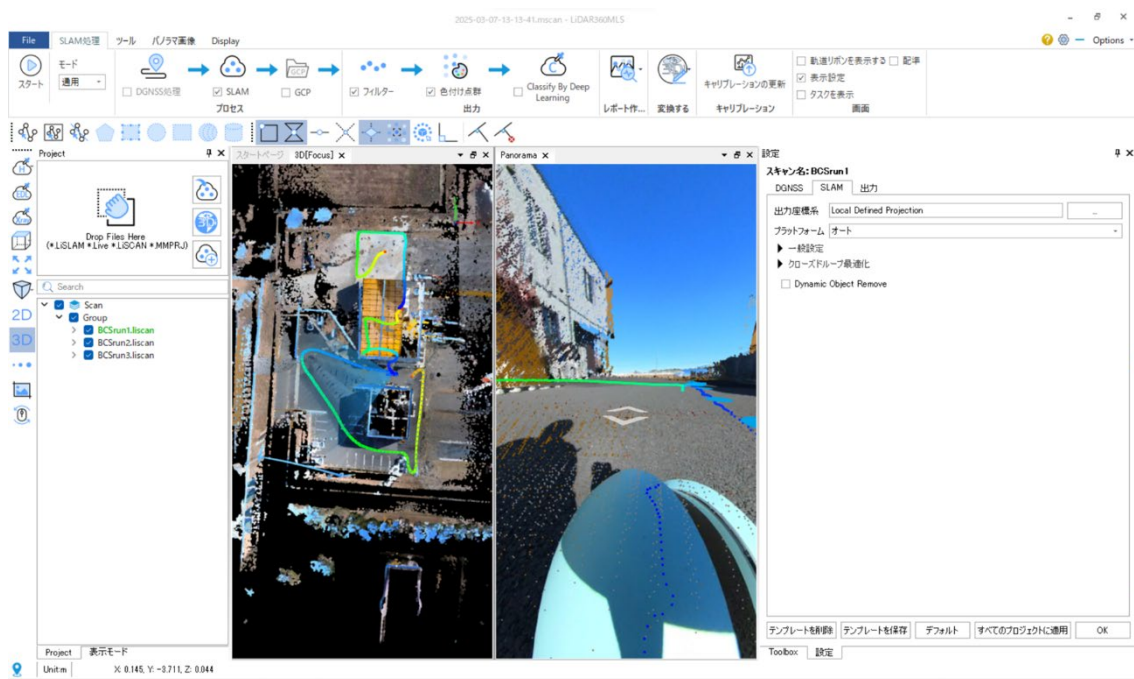 2025-03-07-13-13-41.mscan - LiDAR360MLS
File SLAM処理 ツール パノラマ画像 Display
Options
スタート
モード
適用
DGNSS処理
SLAM
GCP
プロセス
フィルター
色付け点群
Classify By Deep Learning
出力
レポート作...
変換する
キャリブレーションの更新
キャリブレーション
軌道リボンを表示する 配準
表示設定
タスクを表示
画面
Project
Drop Files Here
(*.LiSLAM *.Live *.LiSCAN *.MMPRJ)
Search
Scan
Group
BCSrun1.liscan
BCSrun2.liscan
BCSrun3.liscan
2D
3D
Project 表示モード
スタートページ 3D[Focus]
Panorama
設定
スキャン名: BCSrun1
DGNSS SLAM 出力
出力座標系 Local Defined Projection ...
プラットフォーム オート
一般設定
クローズドループ最適化
Dynamic Object Remove
テンプレートを削除 テンプレートを保存 デフォルト すべてのプロジェクトに適用 OK
Toolbox 設定
Unit:m X: 0.145, Y: -3.711, Z: 0.044